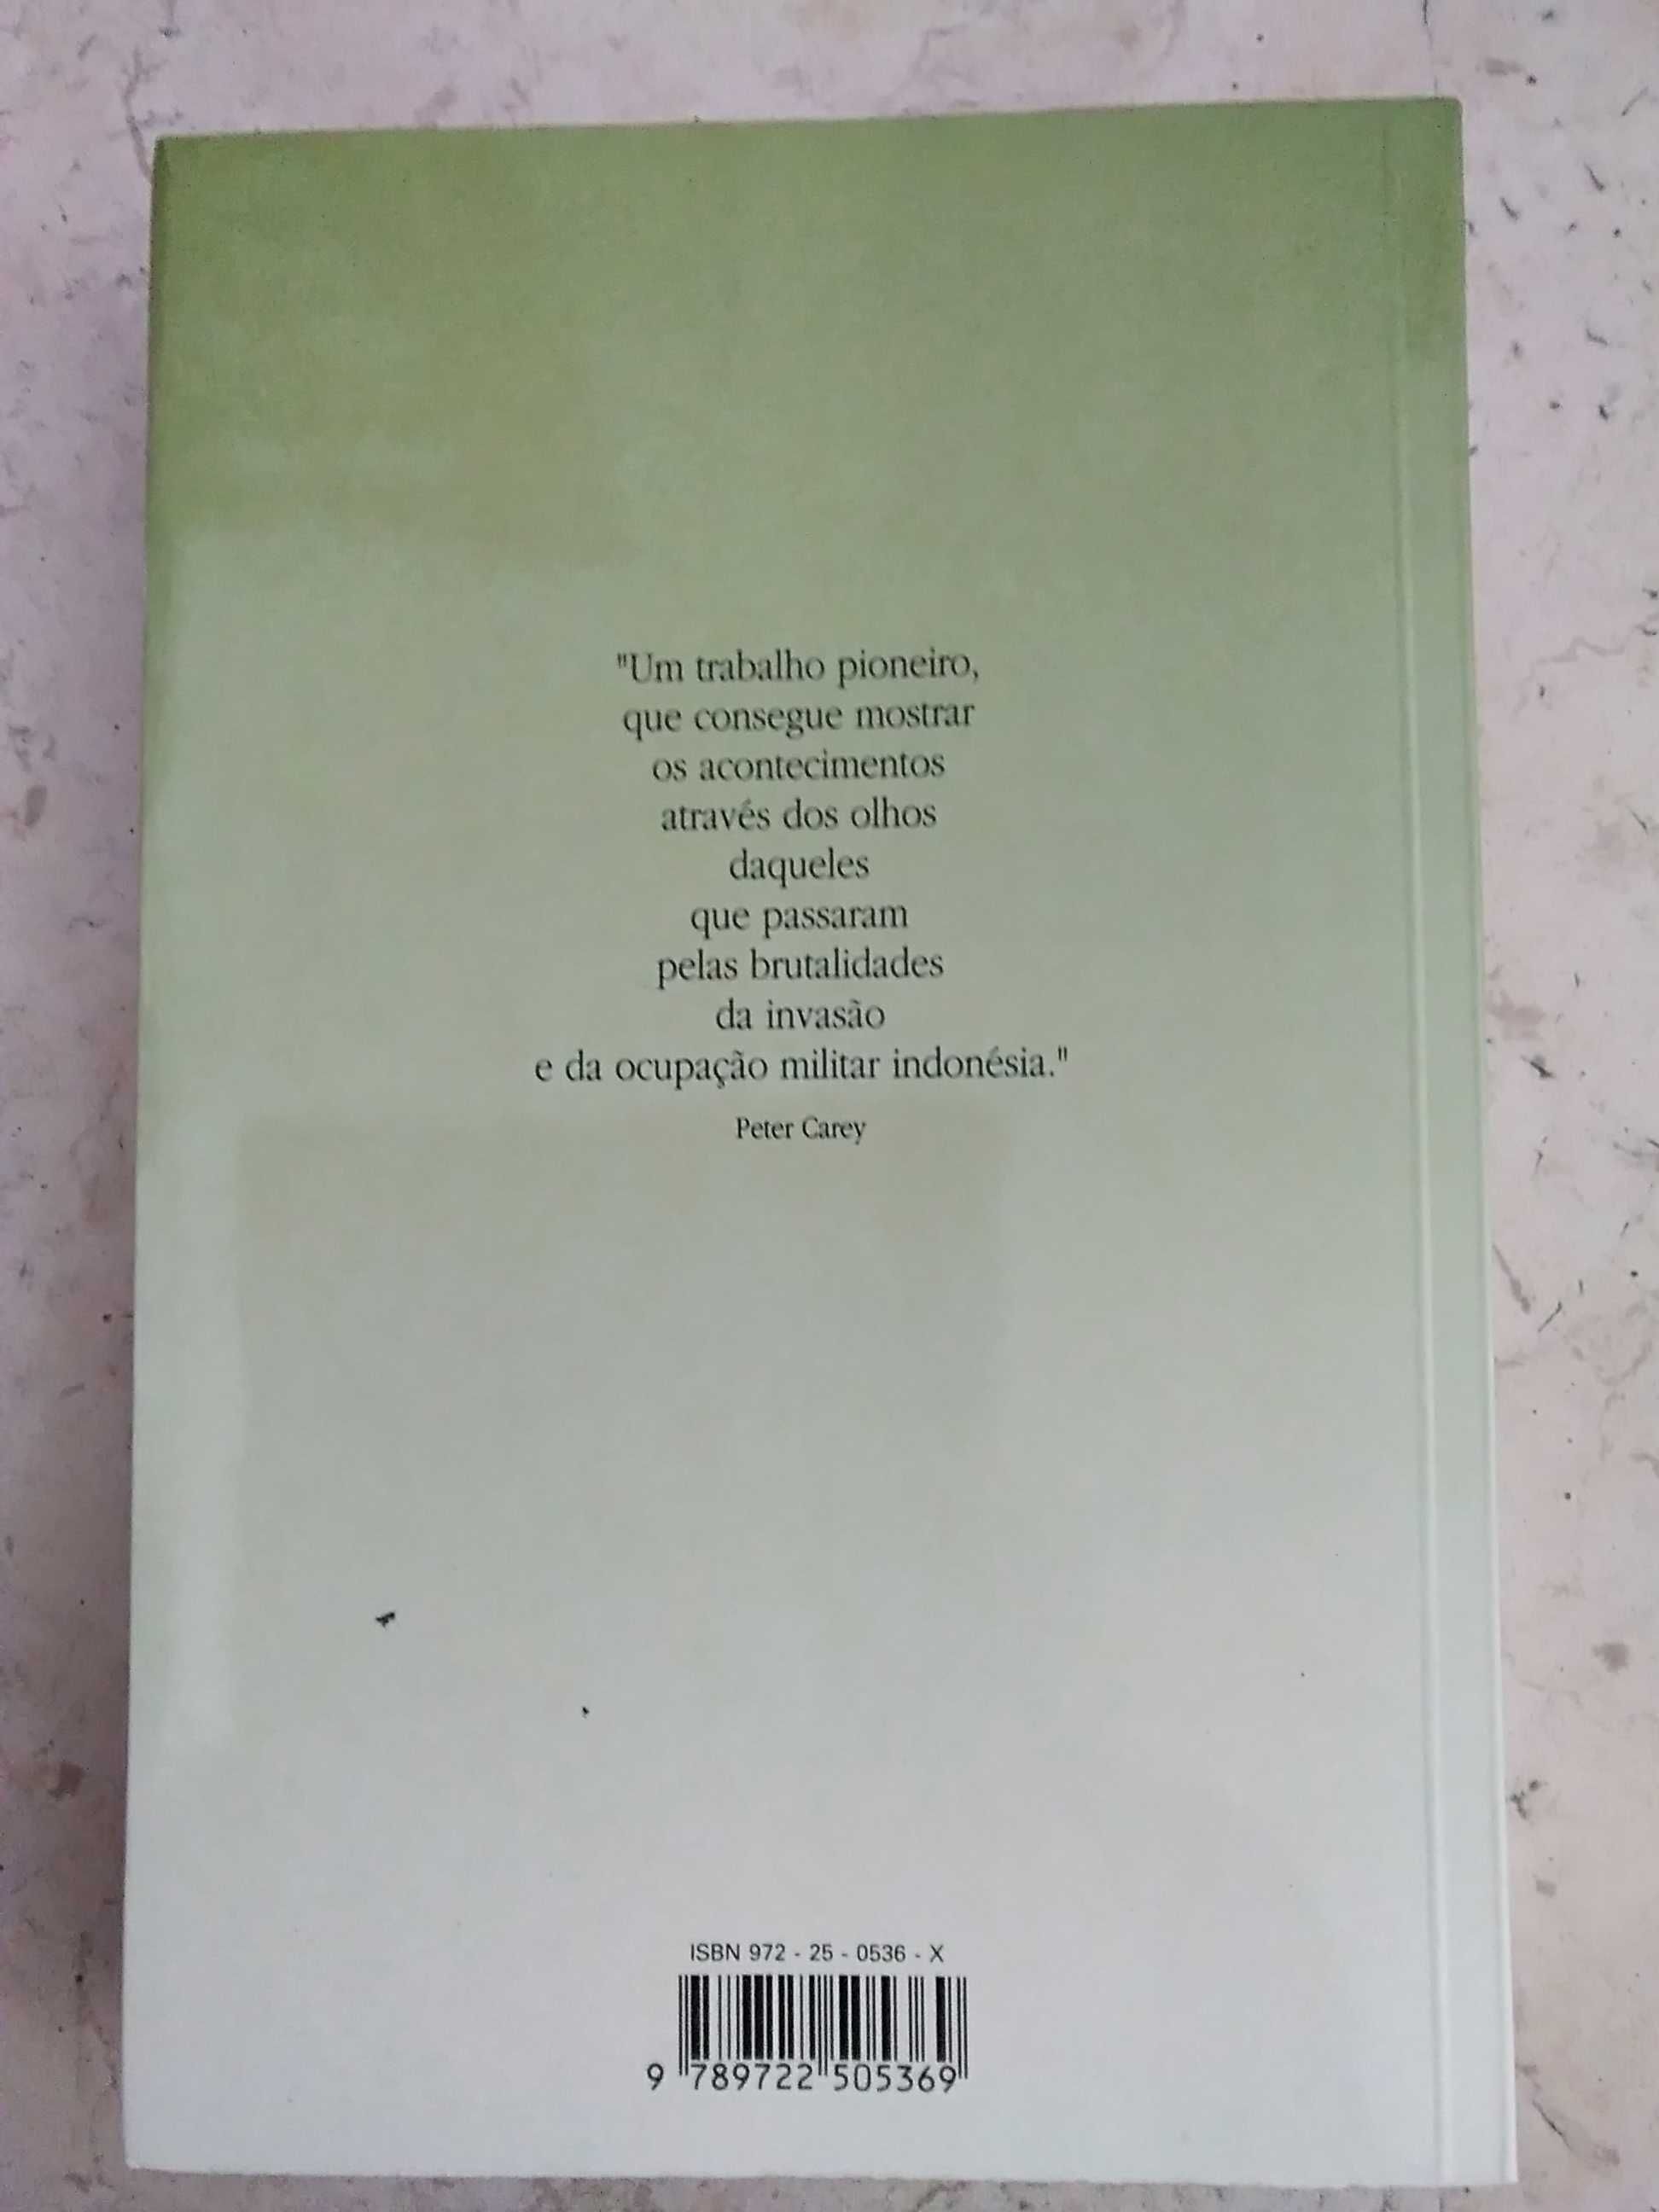 "Um trabalho pioneiro,
que consegue mostrar
os acontecimentos
através dos olhos
daqueles
que passaram
pelas brutalidades
da invasão
e da ocupação militar indonésia."
Peter Carey
ISBN 972 - 25 - 0536 - X
9 789722 505369